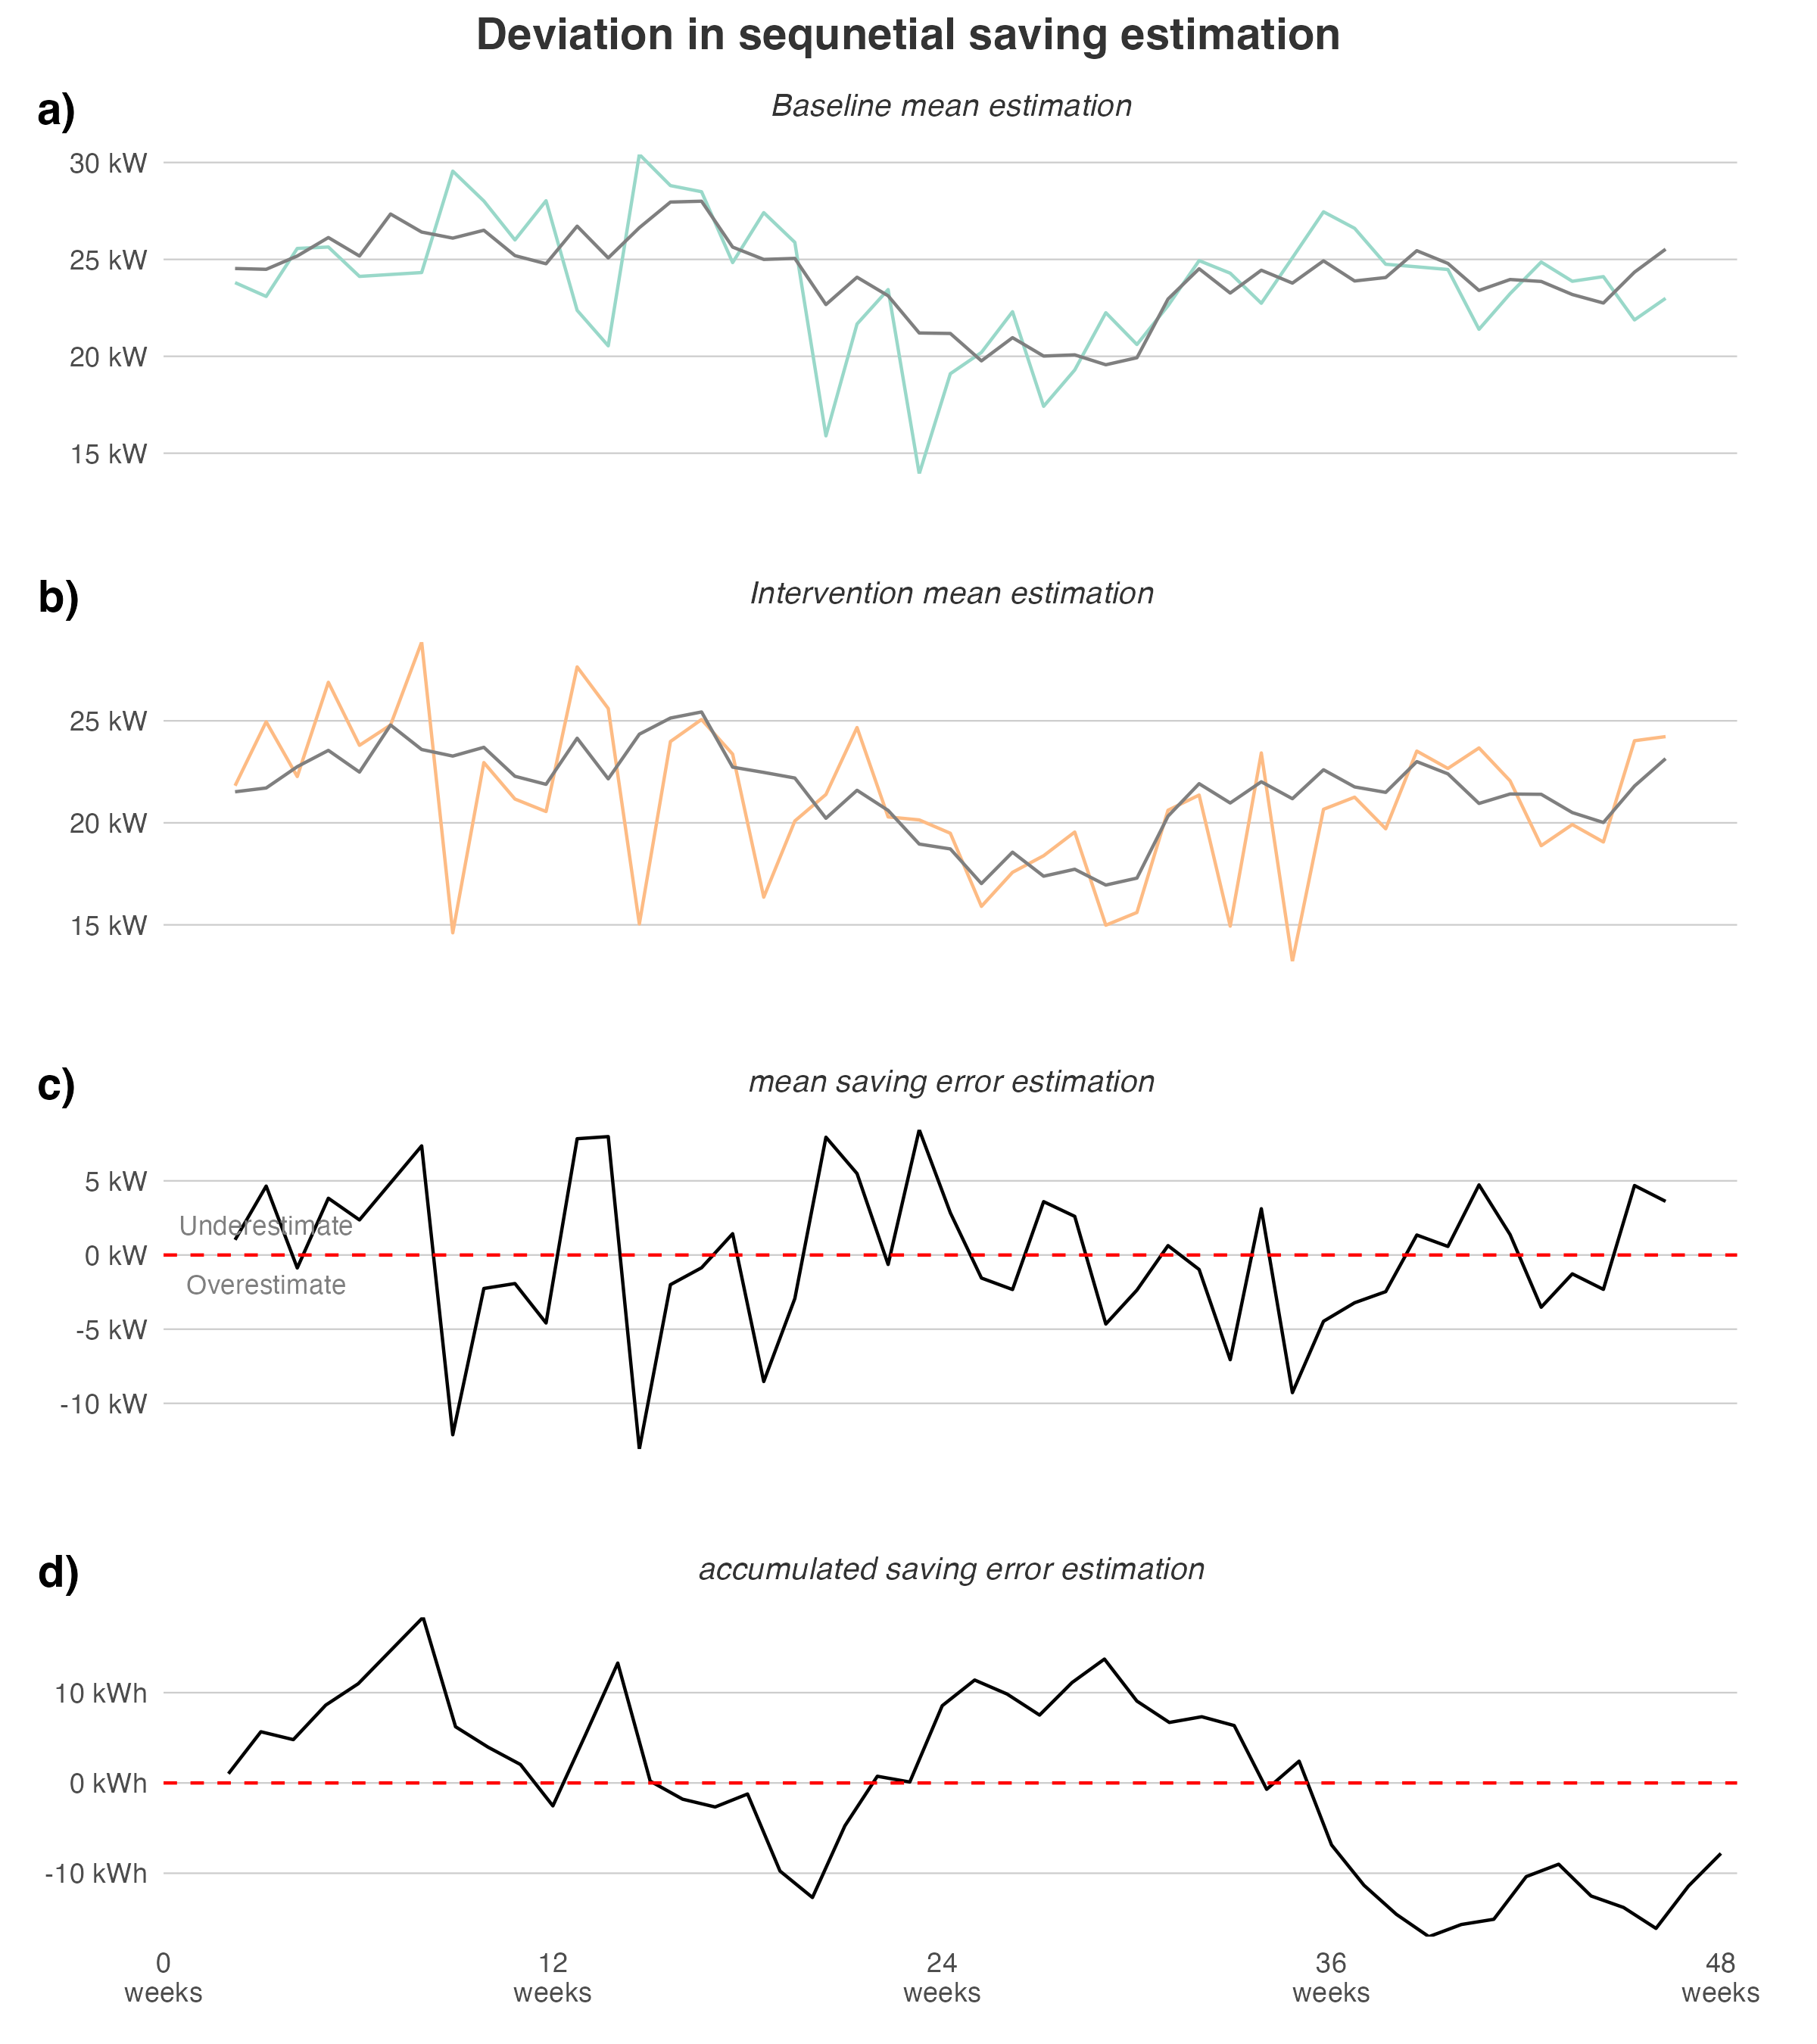 Deviation in sequnetial saving estimation
a)
Baseline mean estimation
30 kW
25 kW
20 kW
15 kW
b)
Intervention mean estimation
25 kW
20 kW
15 kW
c)
mean saving error estimation
5 kW
Underestimate
0 kW
Overestimate
-5 kW
-10 kW
d)
accumulated saving error estimation
10 kWh
0 kWh
-10 kWh
0 12 24 36 48
weeks weeks weeks weeks weeks